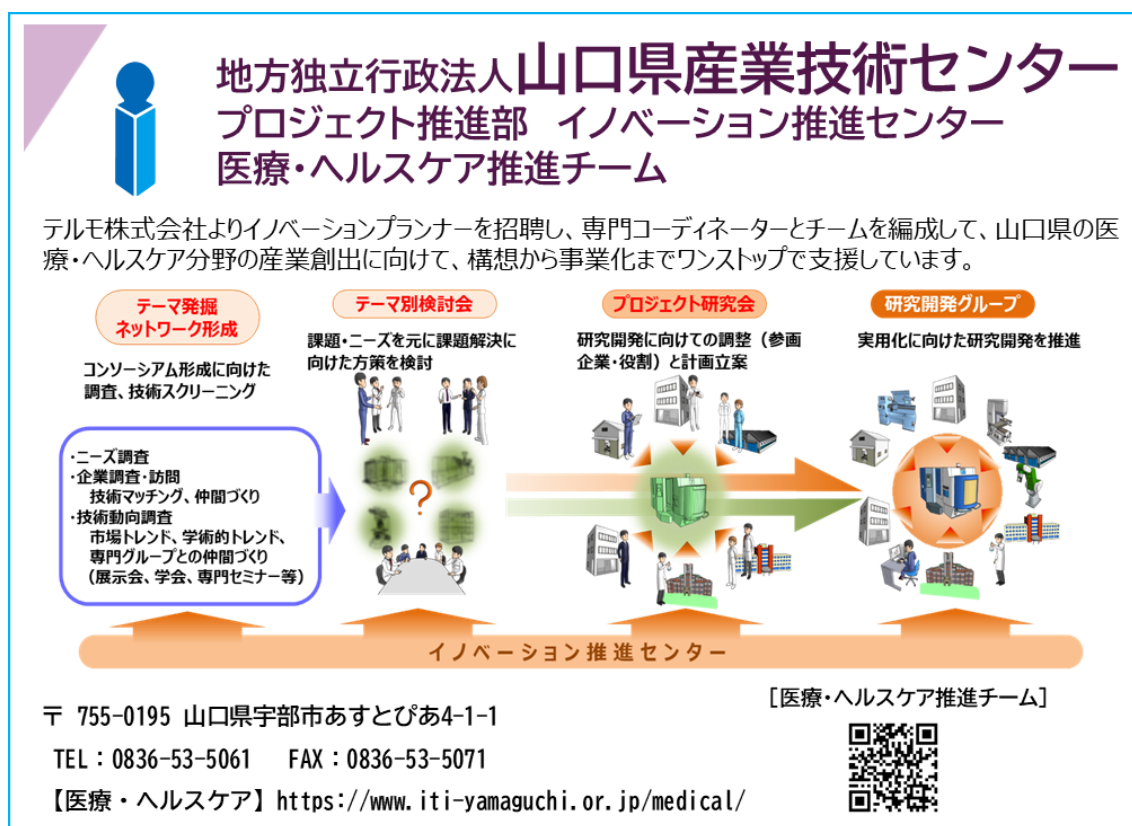 地方独立行政法人山口県産業技術センター
プロジェクト推進部　イノベーション推進センター
医療・ヘルスケア推進チーム
テルモ株式会社よりイノベーションプランナーを招聘し、専門コーディネーターとチームを編成して、山口県の医
療・ヘルスケア分野の産業創出に向けて、構想から事業化までワンストップで支援しています。
テーマ発掘
ネットワーク形成
コンソーシアム形成に向けた
調査、技術スクリーニング
・ニーズ調査
・企業調査・訪問
技術マッチング、仲間づくり
・技術動向調査
市場トレンド、学術的トレンド、
専門グループとの仲間づくり
（展示会、学会、専門セミナー等）
テーマ別検討会
課題・ニーズを元に課題解決に
向けた方策を検討
？
プロジェクト研究会
研究開発に向けての調整（参画
企業・役割）と計画立案
研究開発グループ
実用化に向けた研究開発を推進
イノベーション推進センター
〒 755-0195 山口県宇部市あすとぴあ4-1-1
TEL：0836-53-5061　FAX：0836-53-5071
【医療・ヘルスケア】https://www.iti-yamaguchi.or.jp/medical/
［医療・ヘルスケア推進チーム］